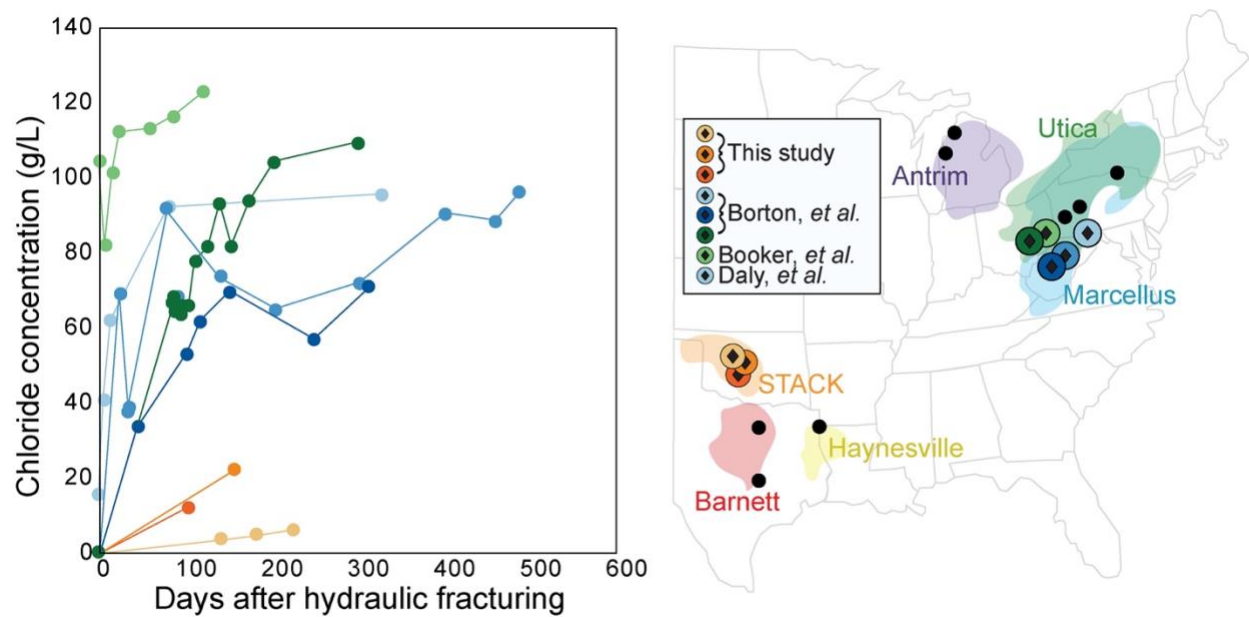 140
120
100
80
60
40
20
0
Chloride concentration (g/L)
0 100 200 300 400 500 600
Days after hydraulic fracturing
This study
Borton, et al.
Booker, et al.
Daly, et al.
Antrim
Utica
Marcellus
STACK
Barnett
Haynesville